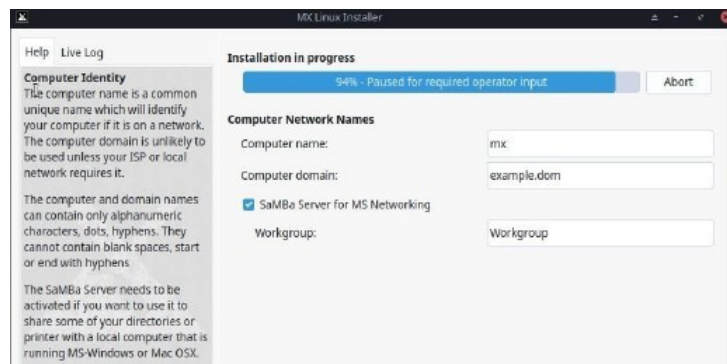 MX Linux Installer
Help Live Log
Computer Identity
The computer name is a common
unique name which will identify
your computer if it is on a network.
The computer domain is unlikely to
be used unless your ISP or local
network requires it.
The computer and domain names
can contain only alphanumeric
characters, dots, hyphens. They
cannot contain blank spaces, start
or end with hyphens
The SaMBa Server needs to be
activated if you want to use it to
share some of your directories or
printer with a local computer that is
running MS-Windows or Mac OSX.
Installation in progress
94% - Paused for required operator input
Abort
Computer Network Names
Computer name: mx
Computer domain: example.dom
SaMBa Server for MS Networking
Workgroup: Workgroup